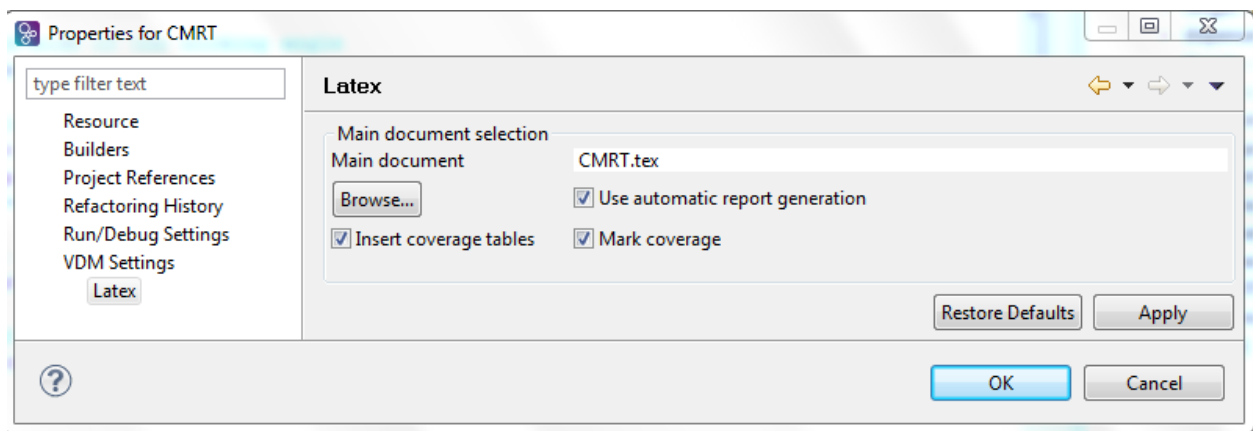 Properties for CMRT
type filter text
Resource
Builders
Project References
Refactoring History
Run/Debug Settings
VDM Settings
Latex
Latex
Main document selection
Main document CMRT.tex
Browse... Use automatic report generation
Insert coverage tables Mark coverage
Restore Defaults Apply
? OK Cancel